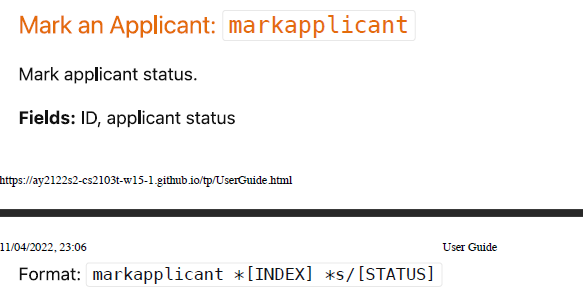 Mark an Applicant: markapplicant
Mark applicant status.
Fields: ID, applicant status
https://ay2122s2-cs2103t-w15-1.github.io/tp/UserGuide.html
11/04/2022, 23:06 User Guide
Format: markapplicant *[INDEX] *s/[STATUS]